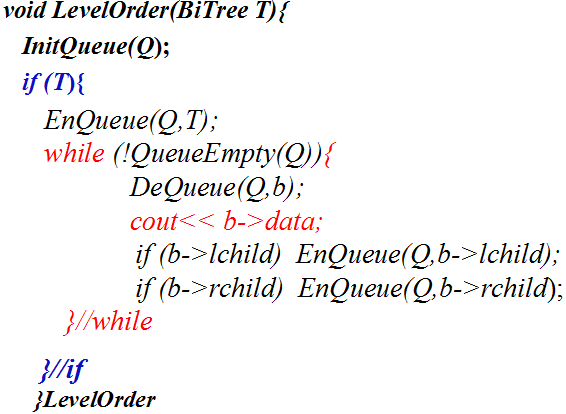 void LevelOrder(BiTree T){
InitQueue(Q);
if (T){
EnQueue(Q,T);
while (!QueueEmpty(Q)){
DeQueue(Q,b);
cout<< b->data;
if (b->lchild) EnQueue(Q,b->lchild);
if (b->rchild) EnQueue(Q,b->rchild);
}//while
}//if
}LevelOrder